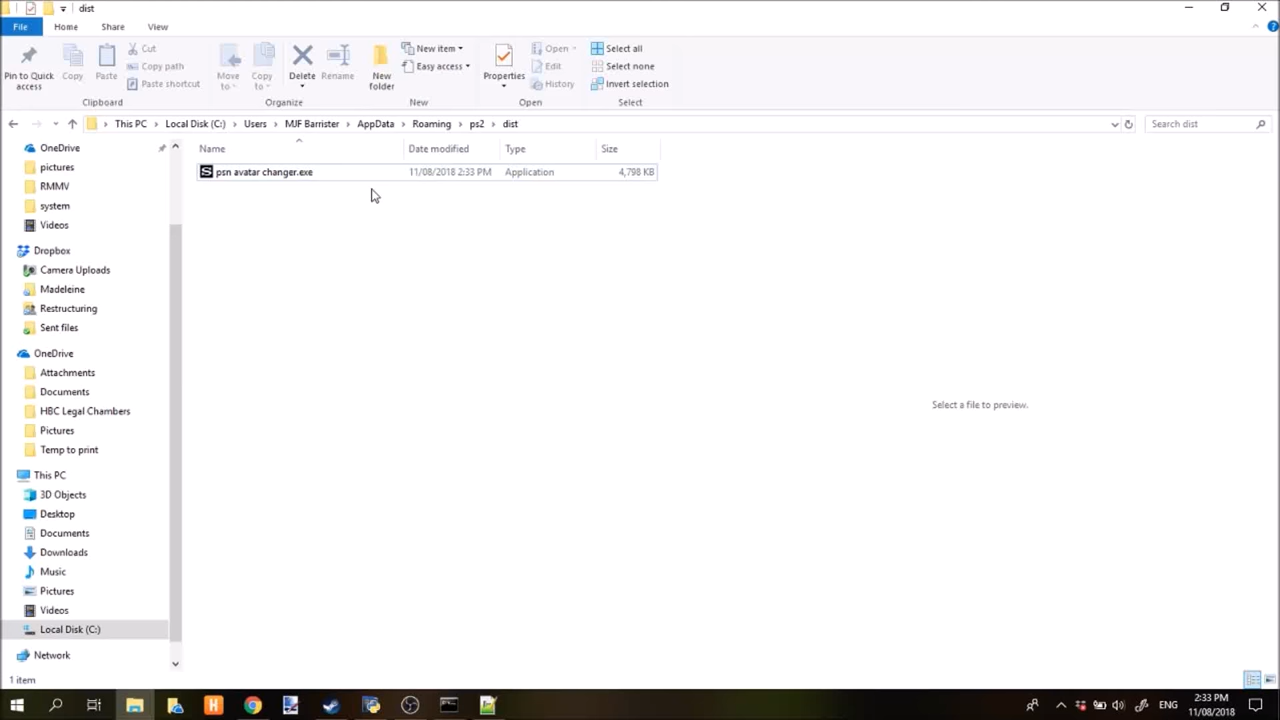 dist
File Home Share View
Pin to Quick access
Copy
Paste
Cut
Copy path
Paste shortcut
Clipboard
Move to
Copy to
Delete
Rename
Organize
New folder
New item
Easy access
New
Properties
Open
Edit
History
Open
Select all
Select none
Invert selection
Select
This PC Local Disk (C:) Users MJF Barrister AppData Roaming ps2 dist
Search dist
Name Date modified Type Size
psn avatar changer.exe 11/08/2018 2:33 PM Application 4,798 KB
OneDrive
pictures
RMMV
system
Videos
Dropbox
Camera Uploads
Madeleine
Restructuring
Sent files
OneDrive
Attachments
Documents
HBC Legal Chambers
Pictures
Temp to print
This PC
3D Objects
Desktop
Documents
Downloads
Music
Pictures
Videos
Local Disk (C:)
Network
Select a file to preview.
1 item
ENG
2:33 PM
11/08/2018